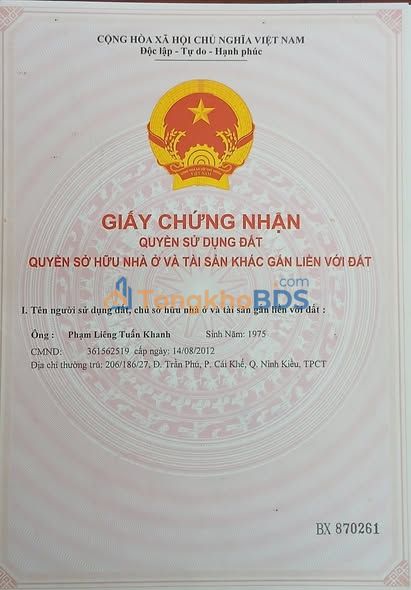 CỘNG HÒA XÃ HỘI CHỦ NGHĨA VIỆT NAM
Độc lập - Tự do - Hạnh phúc
GIẤY CHỨNG NHẬN
QUYỀN SỬ DỤNG ĐẤT
QUYỀN SỞ HỮU NHÀ Ở VÀ TÀI SẢN KHÁC GẮN LIỀN VỚI ĐẤT
TongkhoBDS.com
I. Tên người sử dụng đất, chủ sở hữu nhà ở và tài sản gắn liền với đất :
Ông : Phạm Liêng Tuấn Khanh Sinh Năm: 1975
CMND: 361562519 cấp ngày: 14/08/2012
Địa chỉ thường trú: 206/186/27, Đ. Trần Phú, P. Cái Khế, Q. Ninh Kiều, TPCT
BX 870261